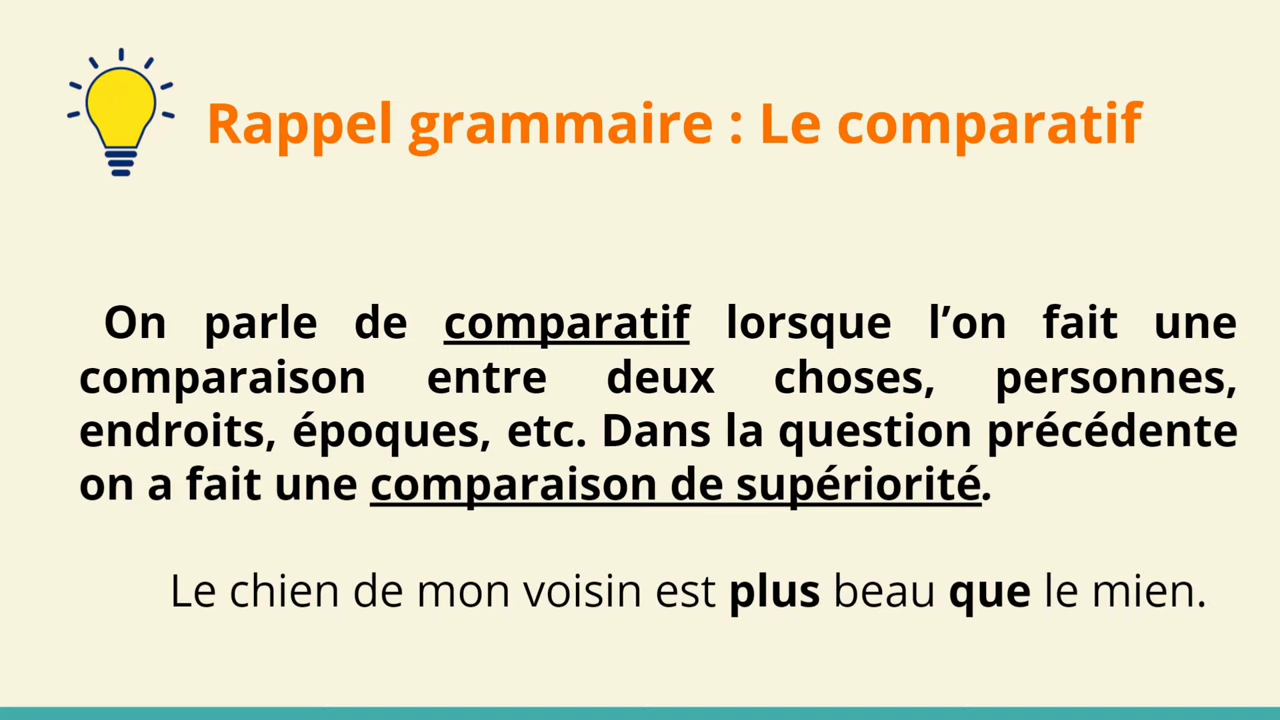 Rappel grammaire : Le comparatif
On parle de comparatif lorsque l’on fait une
comparaison entre deux choses, personnes,
endroits, époques, etc. Dans la question précédente
on a fait une comparaison de supériorité.
Le chien de mon voisin est plus beau que le mien.